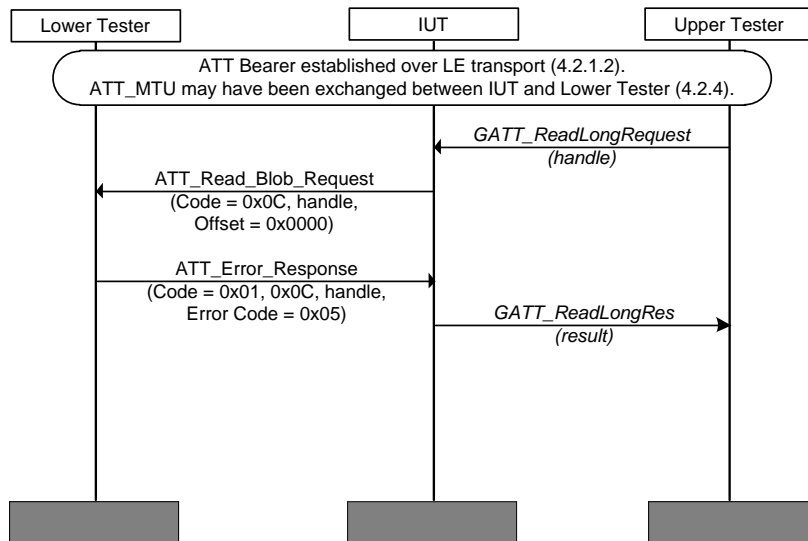 Lower Tester
IUT
Upper Tester
ATT Bearer established over LE transport (4.2.1.2).
ATT_MTU may have been exchanged between IUT and Lower Tester (4.2.4).
GATT_ReadLongRequest
(handle)
ATT_Read_Blob_Request
(Code = 0x0C, handle,
Offset = 0x0000)
ATT_Error_Response
(Code = 0x01, 0x0C, handle,
Error Code = 0x05)
GATT_ReadLongRes
(result)